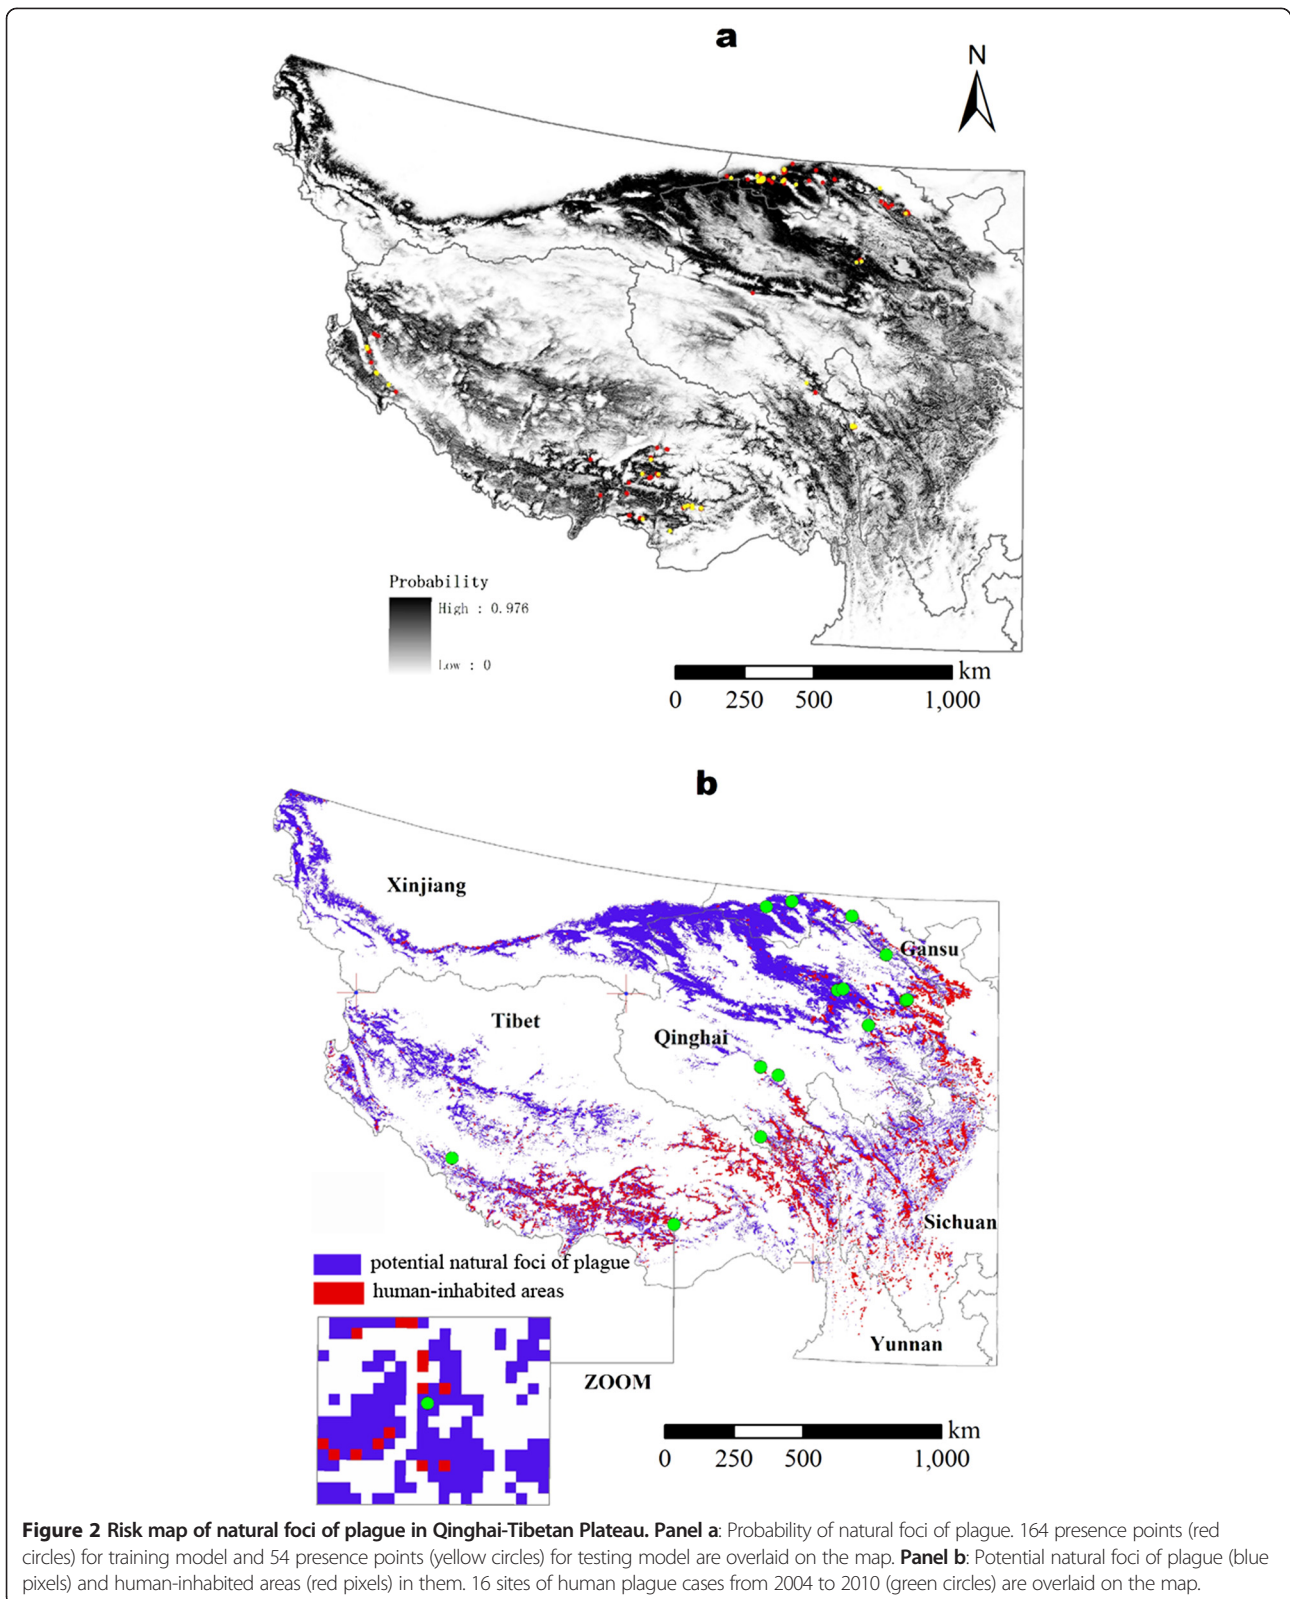 a
N
Probability
High : 0.976
Low : 0
km
0 250 500 1,000
b
Xinjiang
Gansu
Tibet
Qinghai
Sichuan
potential natural foci of plague
human-inhabited areas
Yunnan
ZOOM
km
0 250 500 1,000
Figure 2 Risk map of natural foci of plague in Qinghai-Tibetan Plateau. Panel a: Probability of natural foci of plague. 164 presence points (red
circles) for training model and 54 presence points (yellow circles) for testing model are overlaid on the map. Panel b: Potential natural foci of plague (blue
pixels) and human-inhabited areas (red pixels) in them. 16 sites of human plague cases from 2004 to 2010 (green circles) are overlaid on the map.